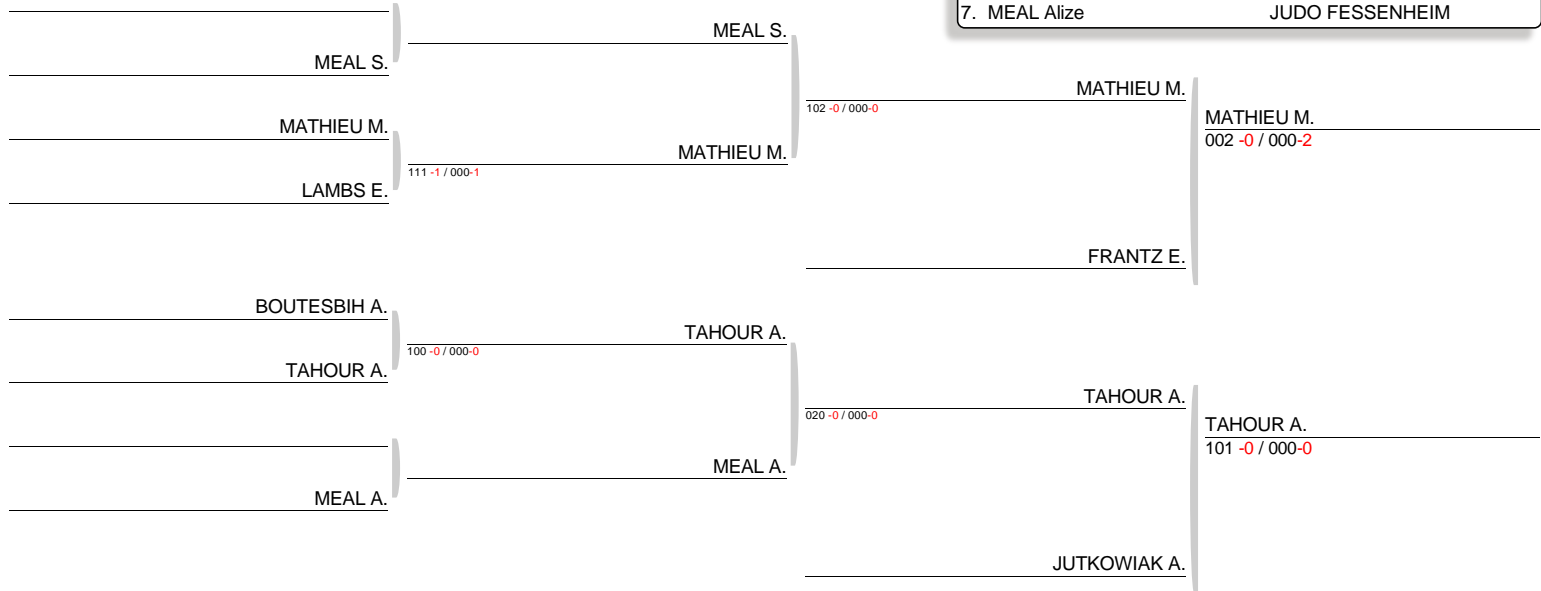 7. MEAL Alize JUDO FESSENHEIM
MEAL S.
MEAL S.
MATHIEU M.
102 -0 / 000-0
MATHIEU M.
002 -0 / 000-2
MATHIEU M.
MATHIEU M.
111 -1 / 000-1
LAMBS E.
FRANTZ E.
BOUTESBIH A.
TAHOUR A.
100 -0 / 000-0
TAHOUR A.
TAHOUR A.
020 -0 / 000-0
TAHOUR A.
101 -0 / 000-0
MEAL A.
MEAL A.
JUTKOWIAK A.